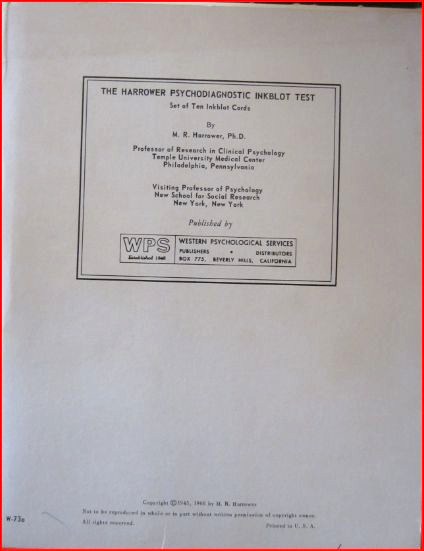 THE HARROWER PSYCHODIAGNOSTIC INKBLOT TEST
Set of Ten Inkblot Cards
By
M. R. Harrower, Ph.D.
Professor of Research in Clinical Psychology
Temple University Medical Center
Philadelphia, Pennsylvania
Visiting Professor of Psychology
New School for Social Research
New York, New York
Published by
WPS
Established 1948
WESTERN PSYCHOLOGICAL SERVICES
PUBLISHERS • DISTRIBUTORS
BOX 775, BEVERLY HILLS, CALIFORNIA
Copyright ©1945, 1960 by M. R. Harrower
Not to be reproduced in whole or in part without written permission of copyright owner.
All rights reserved. Printed in U. S. A.
W-73a